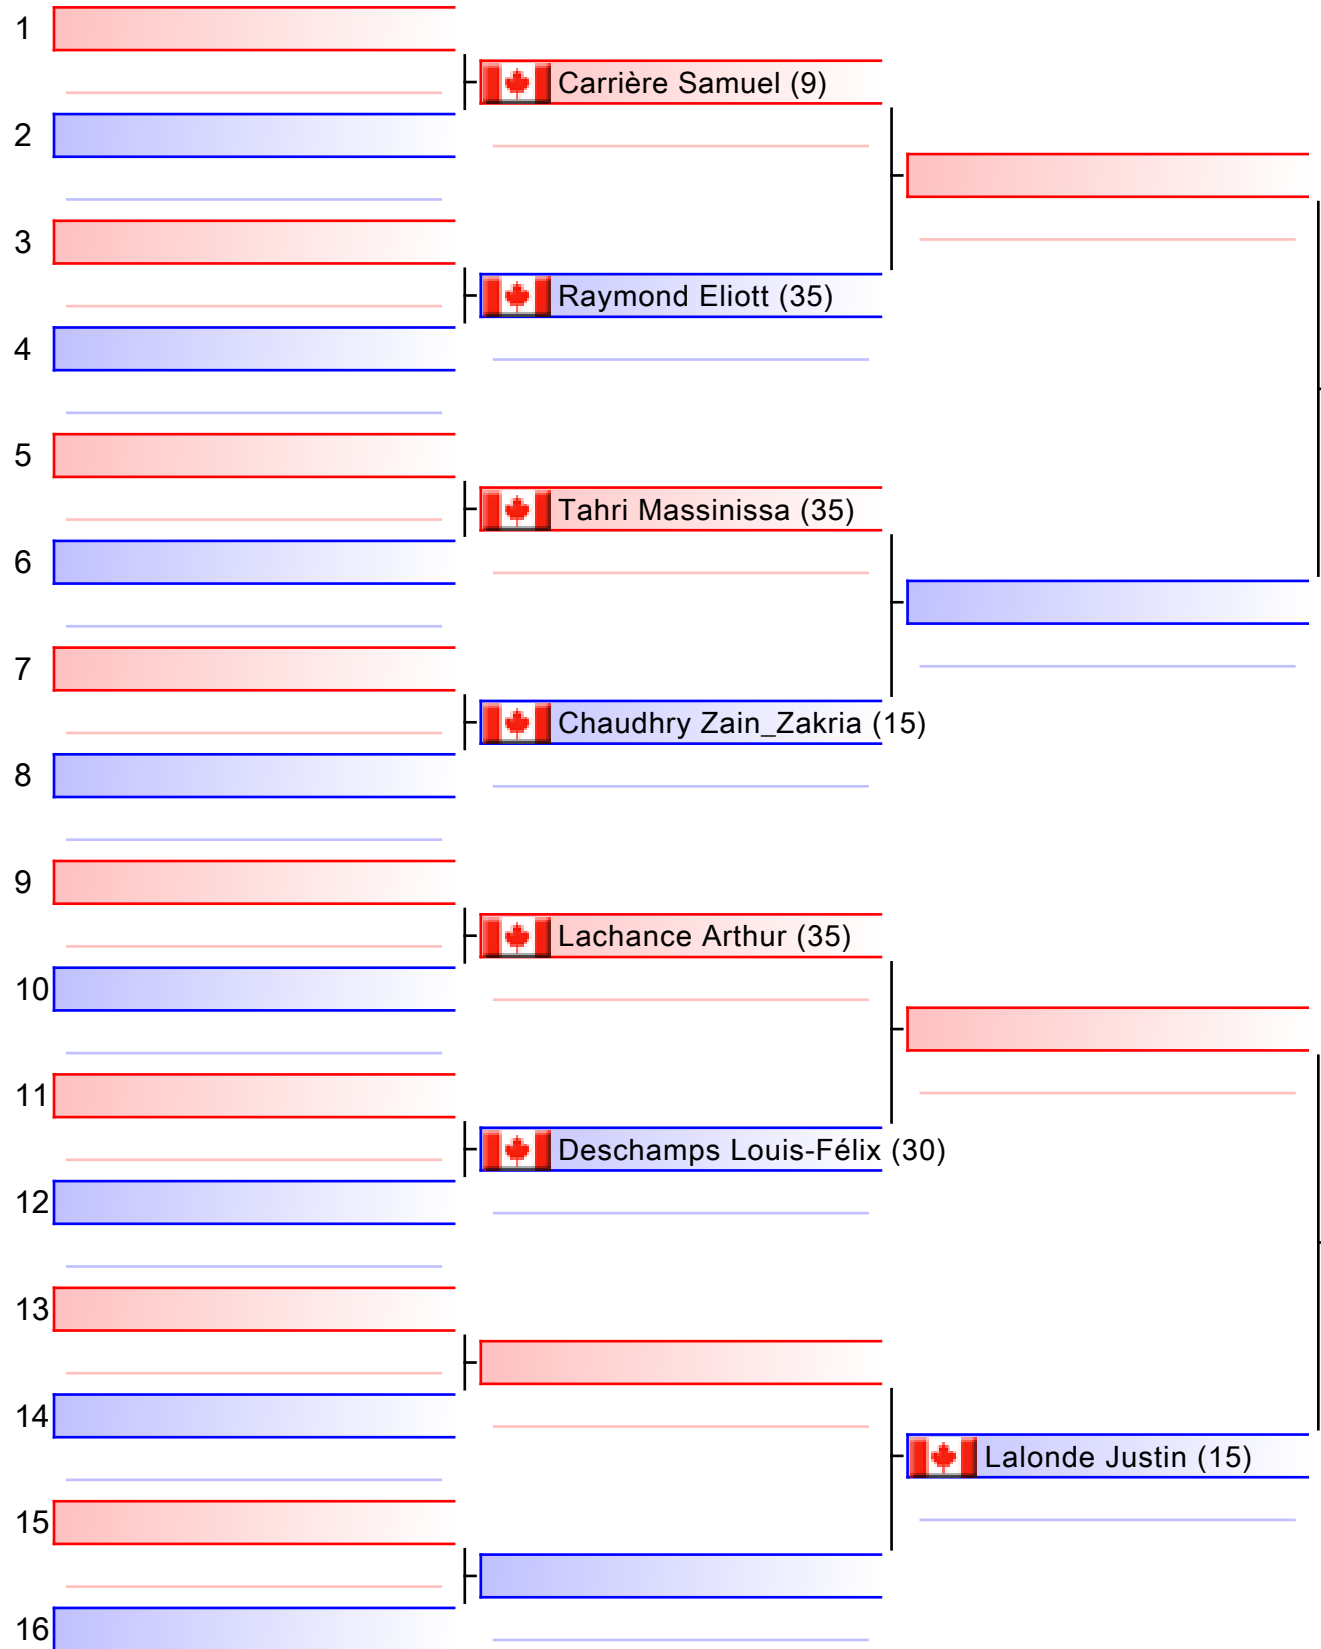 1
Carrière Samuel (9)
2
3
Raymond Eliott (35)
4
5
Tahri Massinissa (35)
6
7
Chaudhry Zain_Zakria (15)
8
9
Lachance Arthur (35)
10
11
Deschamps Louis-Félix (30)
12
13
14
Lalonde Justin (15)
15
16